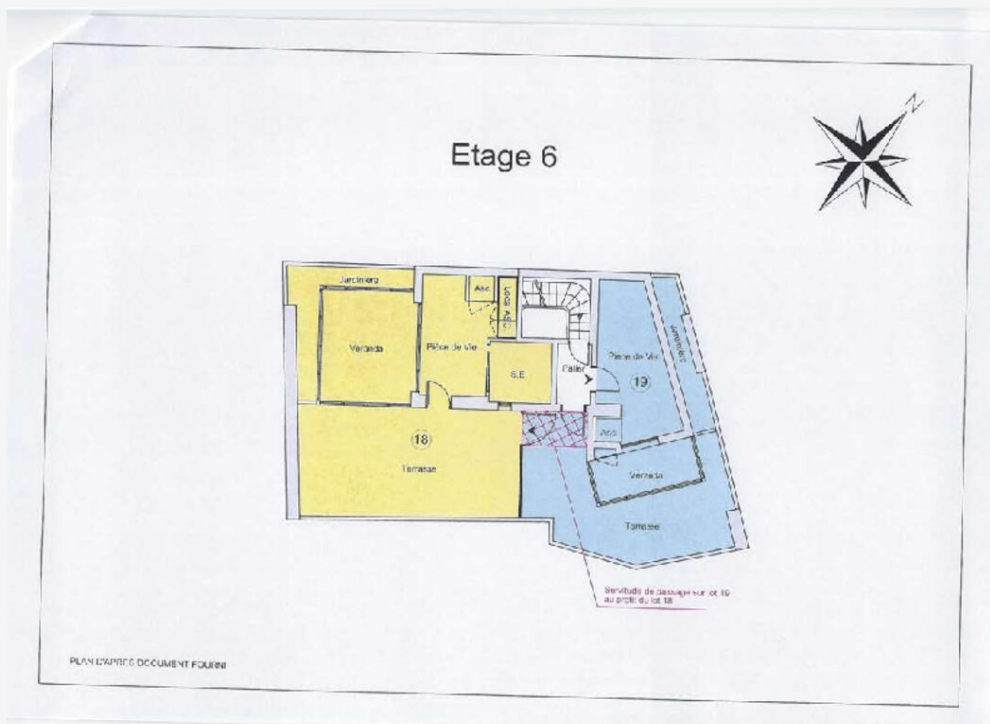 Etage 6
N
Jardinière
Asc
Loca ASC
Véranda
Pièce de Vie
S.E
Palier
Pièce de Vie
19
Jardinière
Asc
18
Terrasse
Véranda
Terrasse
Servitude de passage sur lot 19
au profit du lot 18
PLAN D'APRES DOCUMENT FOURNI